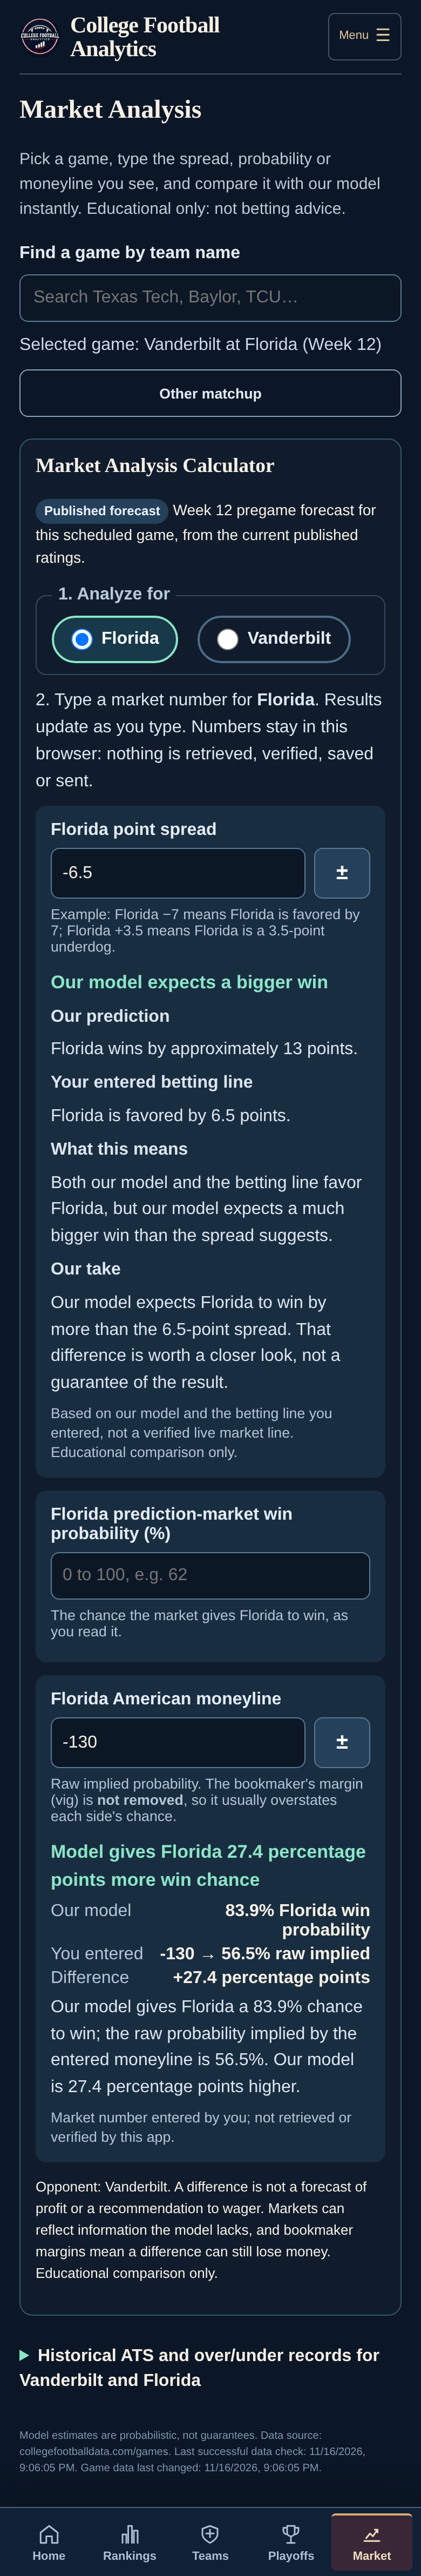 COLLEGE FOOTBALL
ANALYTICS
College Football
Analytics
Menu
Market Analysis
Pick a game, type the spread, probability or
moneyline you see, and compare it with our model
instantly. Educational only: not betting advice.
Find a game by team name
Search Texas Tech, Baylor, TCU…
Selected game: Vanderbilt at Florida (Week 12)
Other matchup
Market Analysis Calculator
Published forecast Week 12 pregame forecast for
this scheduled game, from the current published
ratings.
1. Analyze for
Florida
Vanderbilt
2. Type a market number for Florida. Results
update as you type. Numbers stay in this
browser: nothing is retrieved, verified, saved
or sent.
Florida point spread
-6.5
±
Example: Florida −7 means Florida is favored by
7; Florida +3.5 means Florida is a 3.5-point
underdog.
Our model expects a bigger win
Our prediction
Florida wins by approximately 13 points.
Your entered betting line
Florida is favored by 6.5 points.
What this means
Both our model and the betting line favor
Florida, but our model expects a much
bigger win than the spread suggests.
Our take
Our model expects Florida to win by
more than the 6.5-point spread. That
difference is worth a closer look, not a
guarantee of the result.
Based on our model and the betting line you
entered, not a verified live market line.
Educational comparison only.
Florida prediction-market win
probability (%)
0 to 100, e.g. 62
The chance the market gives Florida to win, as
you read it.
Florida American moneyline
-130
±
Raw implied probability. The bookmaker's margin
(vig) is not removed, so it usually overstates
each side's chance.
Model gives Florida 27.4 percentage
points more win chance
Our model 83.9% Florida win
probability
You entered -130 → 56.5% raw implied
Difference +27.4 percentage points
Our model gives Florida a 83.9% chance
to win; the raw probability implied by the
entered moneyline is 56.5%. Our model
is 27.4 percentage points higher.
Market number entered by you; not retrieved or
verified by this app.
Opponent: Vanderbilt. A difference is not a forecast of
profit or a recommendation to wager. Markets can
reflect information the model lacks, and bookmaker
margins mean a difference can still lose money.
Educational comparison only.
Historical ATS and over/under records for
Vanderbilt and Florida
Model estimates are probabilistic, not guarantees. Data source:
collegefootballdata.com/games. Last successful data check: 11/16/2026,
9:06:05 PM. Game data last changed: 11/16/2026, 9:06:05 PM.
Home
Rankings
Teams
Playoffs
Market